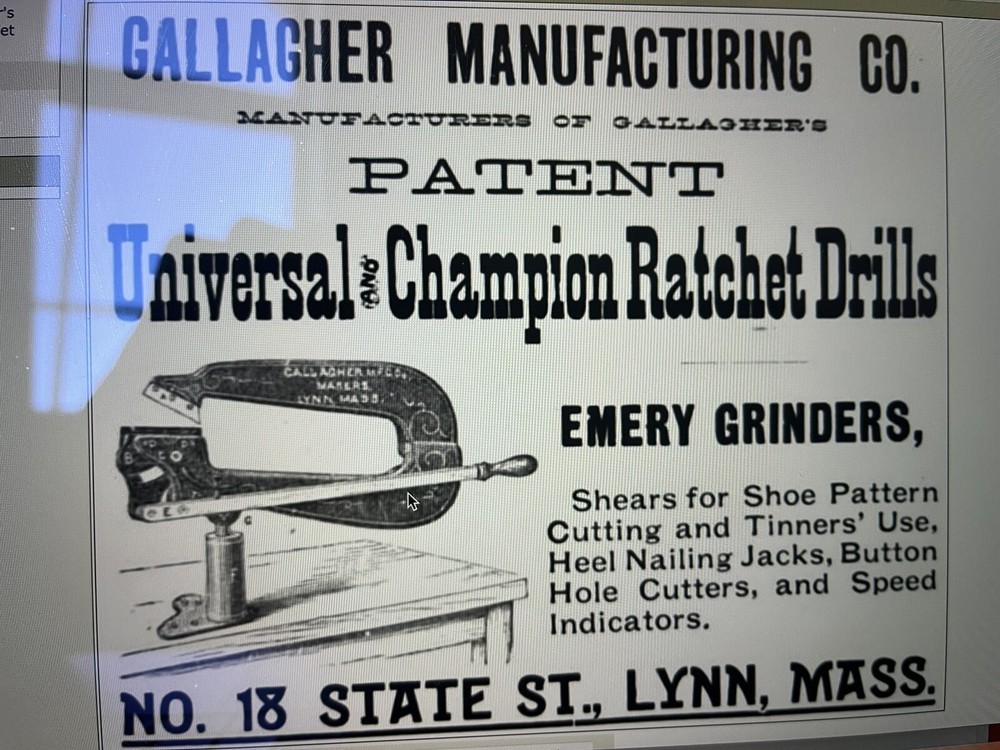 's
et
GALLAGHER MANUFACTURING CO.
MANUFACTURERS OF GALLAGHER'S
PATENT
Universal AND Champion Ratchet Drills
GALLAGHER MFG CO.
MAKERS
LYNN MASS.
EMERY GRINDERS,
Shears for Shoe Pattern
Cutting and Tinners' Use,
Heel Nailing Jacks, Button
Hole Cutters, and Speed
Indicators.
B
E
C
NO. 18 STATE ST., LYNN, MASS.